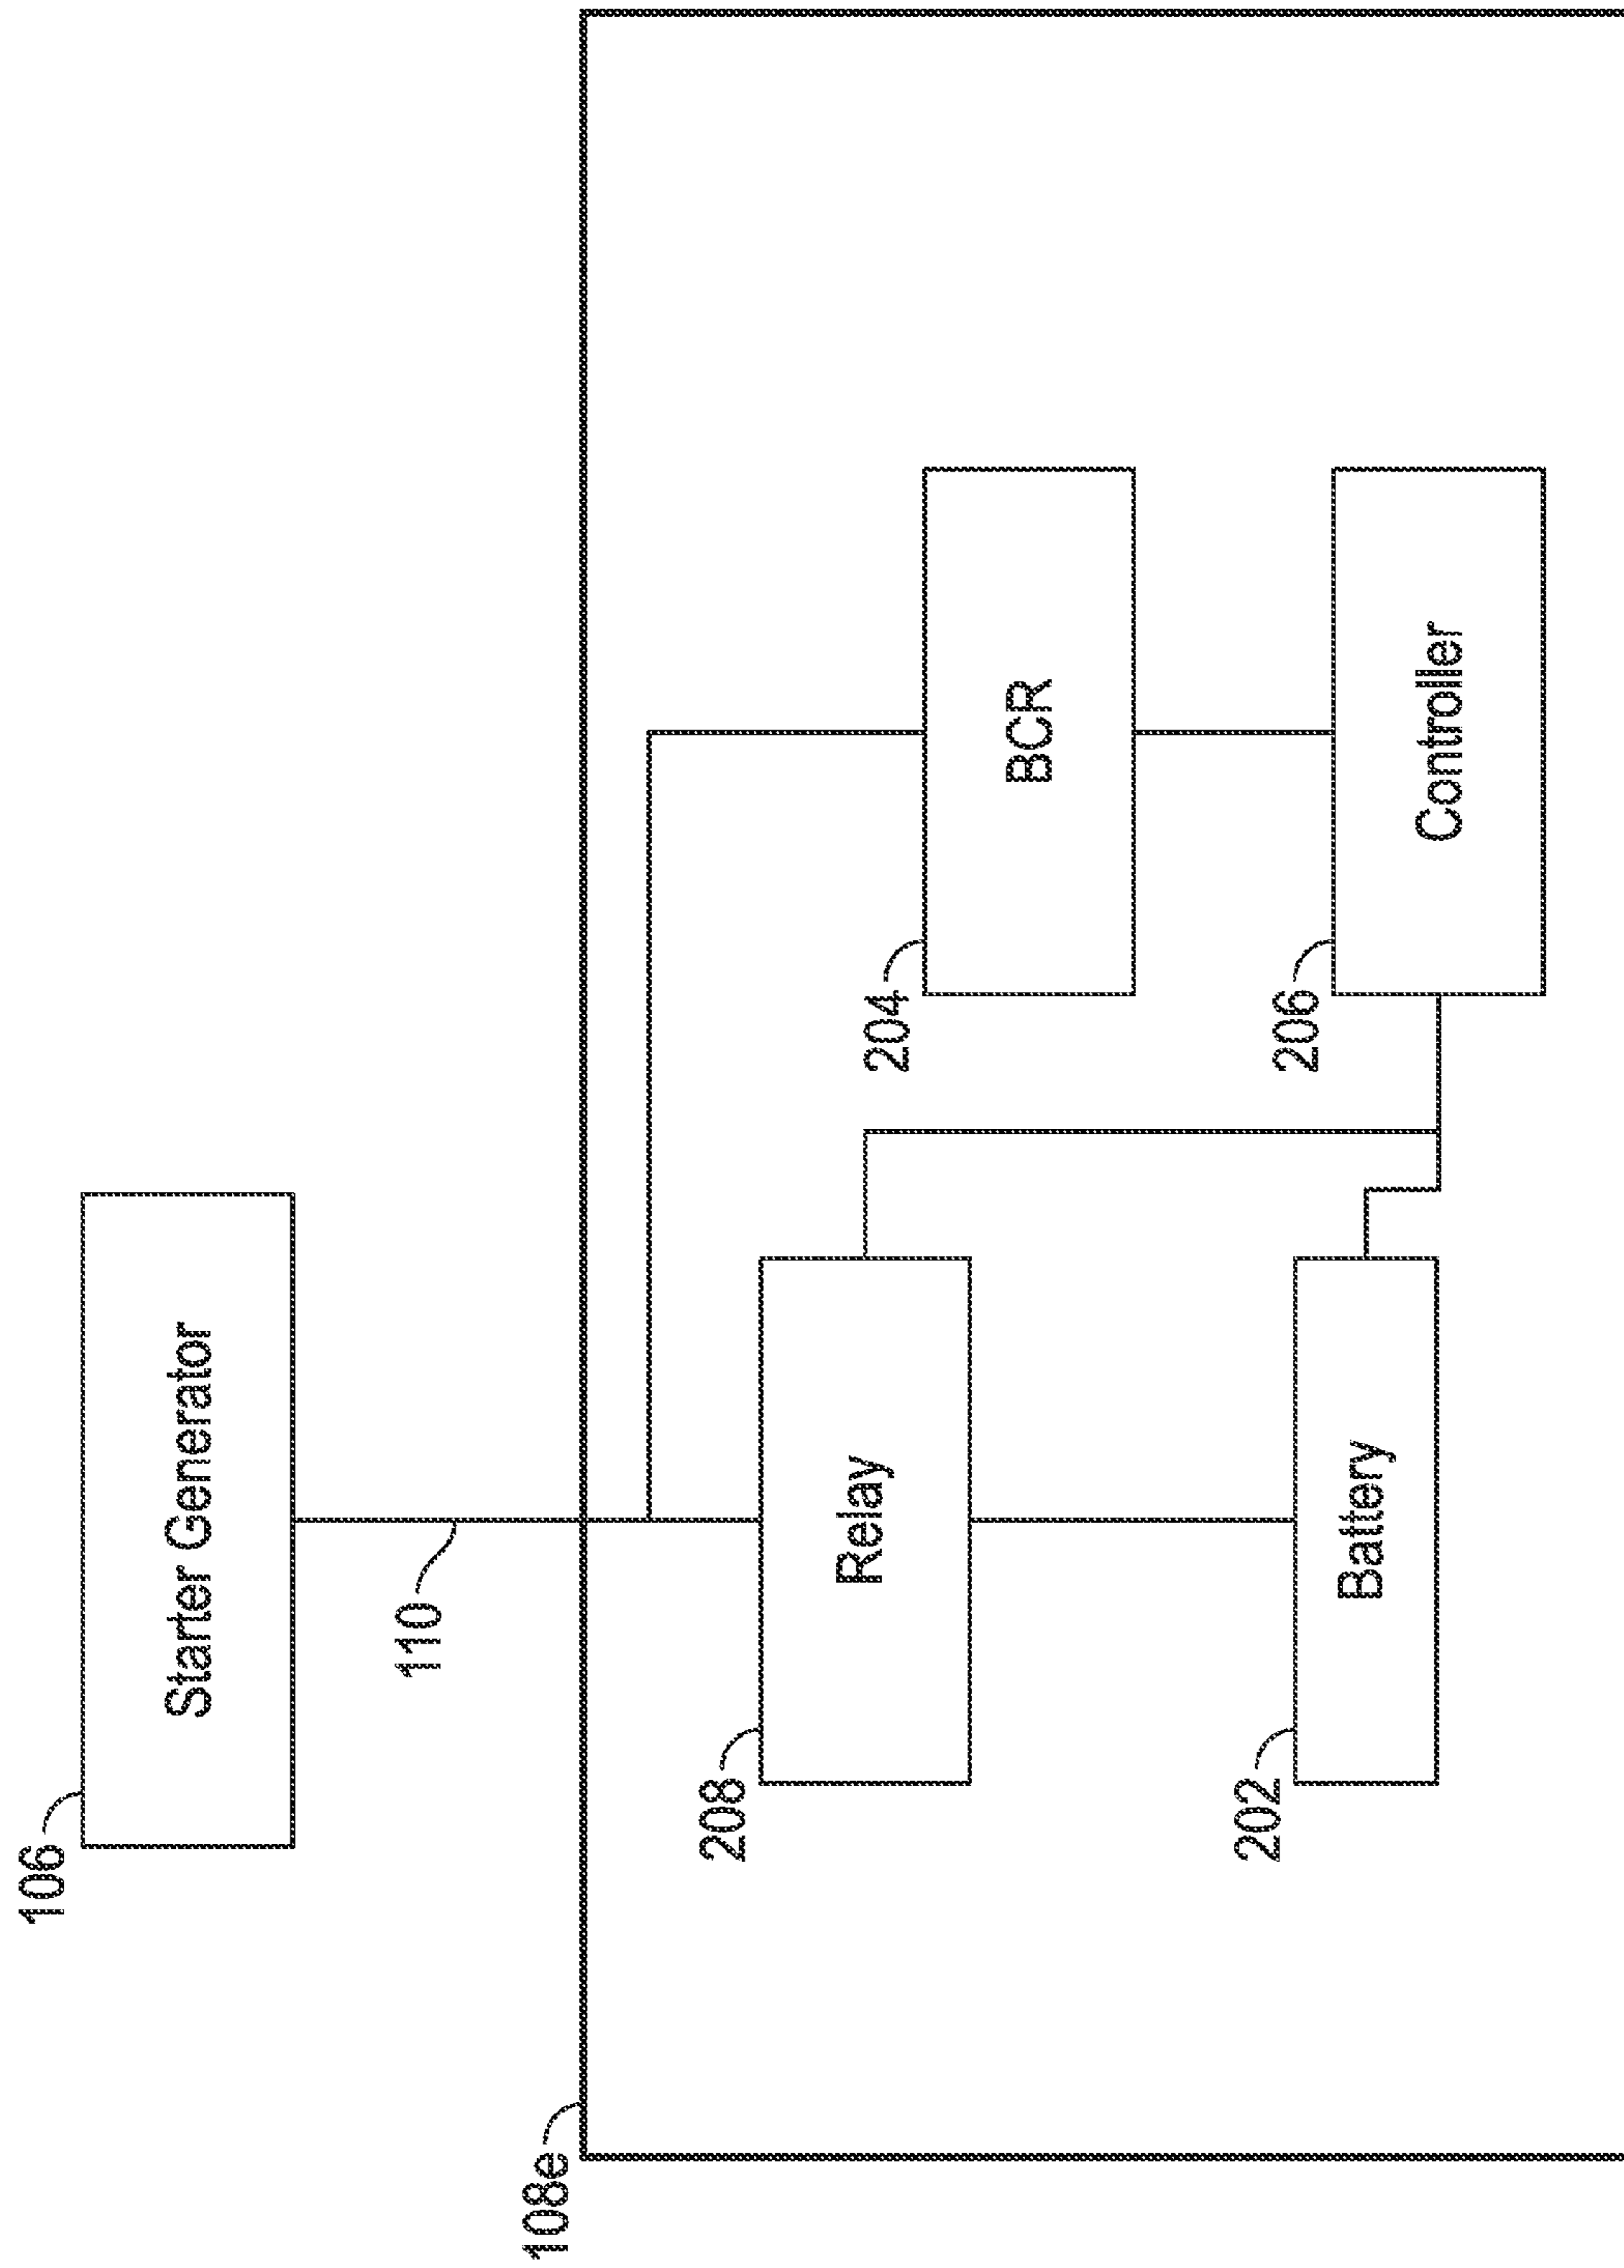 106
Starter Generator
110
108e
208
Relay
204
BCR
202
Battery
206
Controller